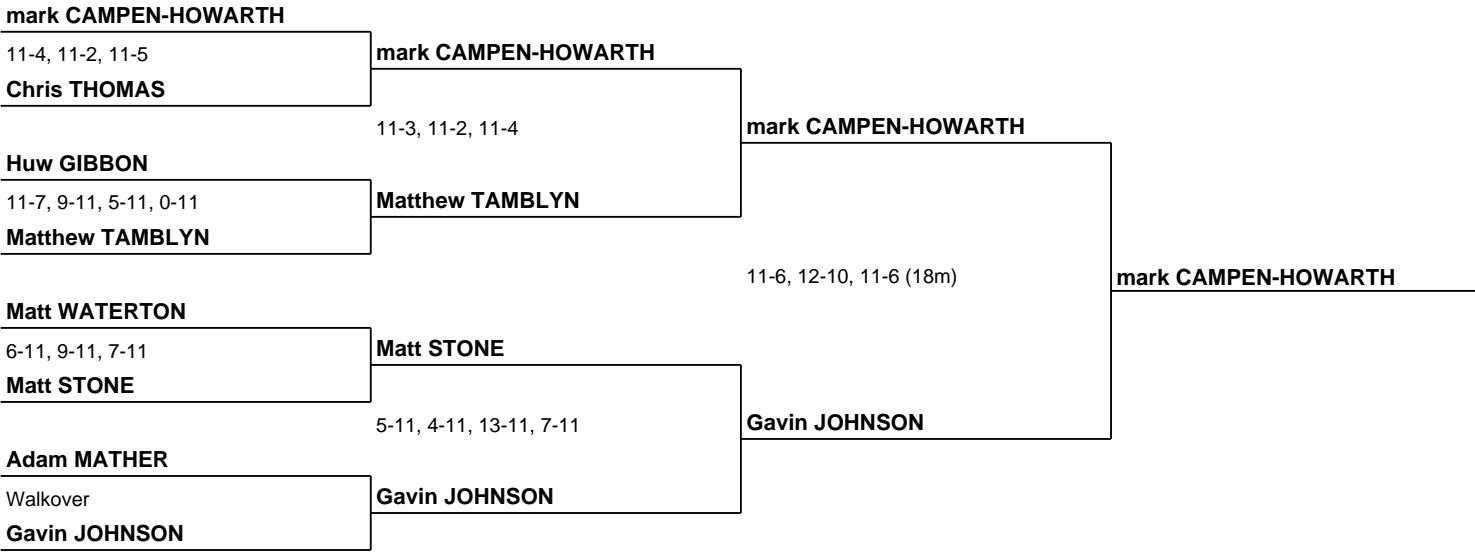 mark CAMPEN-HOWARTH
11-4, 11-2, 11-5
Chris THOMAS
Huw GIBBON
11-7, 9-11, 5-11, 0-11
Matthew TAMBLYN
Matt WATERTON
6-11, 9-11, 7-11
Matt STONE
Adam MATHER
Walkover
Gavin JOHNSON
mark CAMPEN-HOWARTH
11-3, 11-2, 11-4
Matthew TAMBLYN
Matt STONE
5-11, 4-11, 13-11, 7-11
Gavin JOHNSON
mark CAMPEN-HOWARTH
11-6, 12-10, 11-6 (18m)
Gavin JOHNSON
mark CAMPEN-HOWARTH